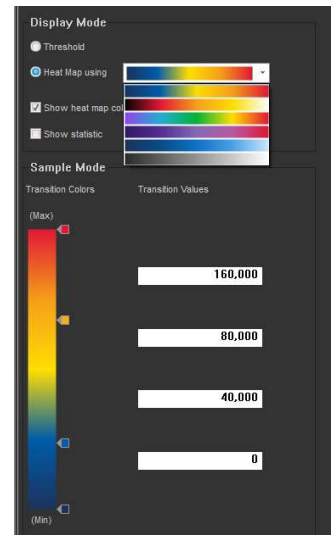 Display Mode
Threshold
Heat Map using
Show heat map col
Show statistic
Sample Mode
Transition Colors Transition Values
(Max)
160,000
80,000
40,000
0
(Min)